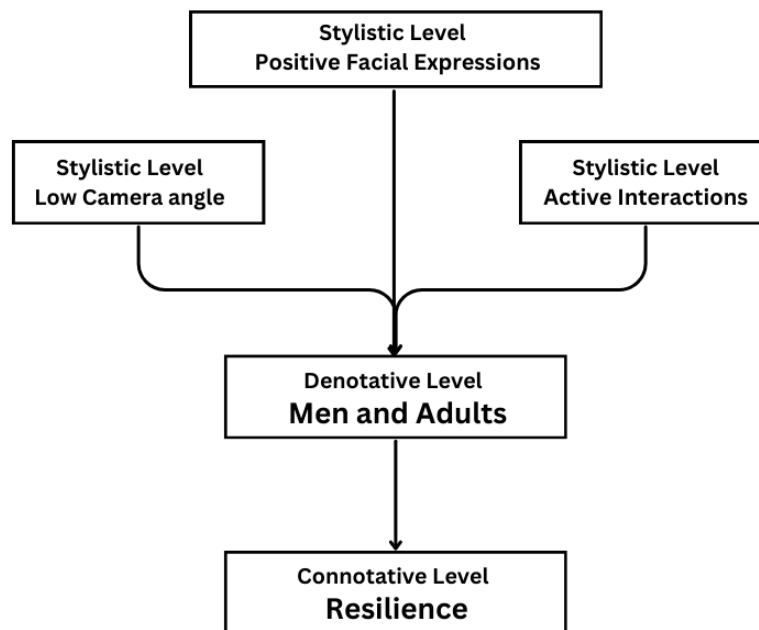 Stylistic Level
Positive Facial Expressions
Stylistic Level
Low Camera angle
Stylistic Level
Active Interactions
Denotative Level
Men and Adults
Connotative Level
Resilience